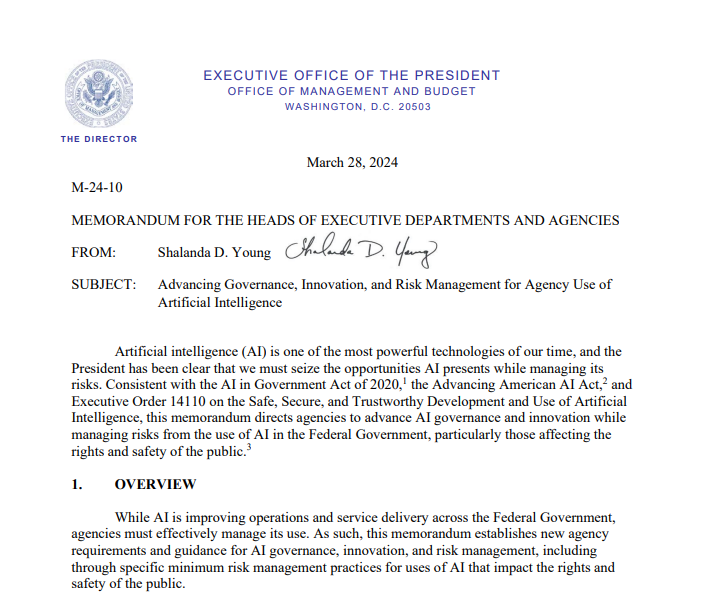 EXECUTIVE OFFICE OF THE PRESIDENT
OFFICE OF MANAGEMENT AND BUDGET
WASHINGTON, D.C. 20503
THE DIRECTOR
March 28, 2024
M-24-10
MEMORANDUM FOR THE HEADS OF EXECUTIVE DEPARTMENTS AND AGENCIES
FROM: Shalanda D. Young Shalanda D. Young
SUBJECT: Advancing Governance, Innovation, and Risk Management for Agency Use of
Artificial Intelligence
Artificial intelligence (AI) is one of the most powerful technologies of our time, and the
President has been clear that we must seize the opportunities AI presents while managing its
risks. Consistent with the AI in Government Act of 2020,1 the Advancing American AI Act,2 and
Executive Order 14110 on the Safe, Secure, and Trustworthy Development and Use of Artificial
Intelligence, this memorandum directs agencies to advance AI governance and innovation while
managing risks from the use of AI in the Federal Government, particularly those affecting the
rights and safety of the public.3
1. OVERVIEW
While AI is improving operations and service delivery across the Federal Government,
agencies must effectively manage its use. As such, this memorandum establishes new agency
requirements and guidance for AI governance, innovation, and risk management, including
through specific minimum risk management practices for uses of AI that impact the rights and
safety of the public.